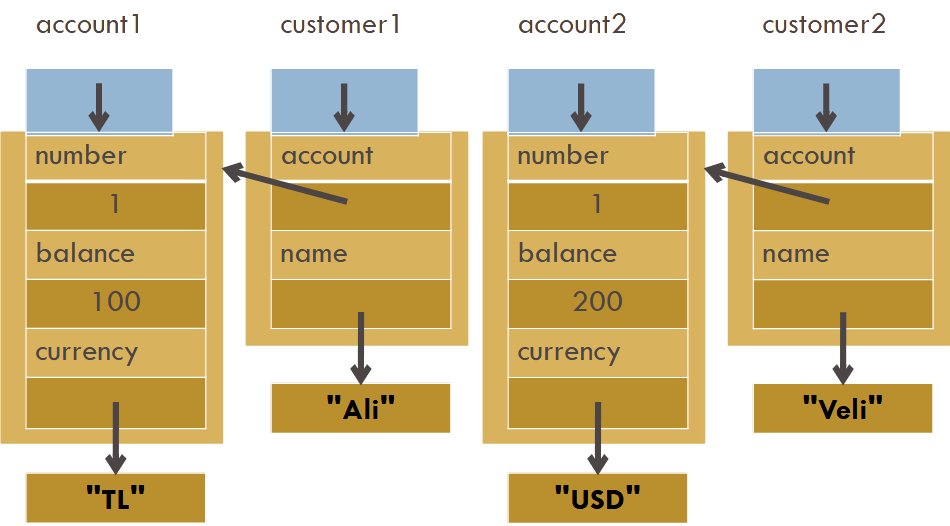 account1 customer1 account2 customer2
number account number account
1 1
balance name balance name
100 200
currency currency
"Ali" "Veli"
"TL" "USD"